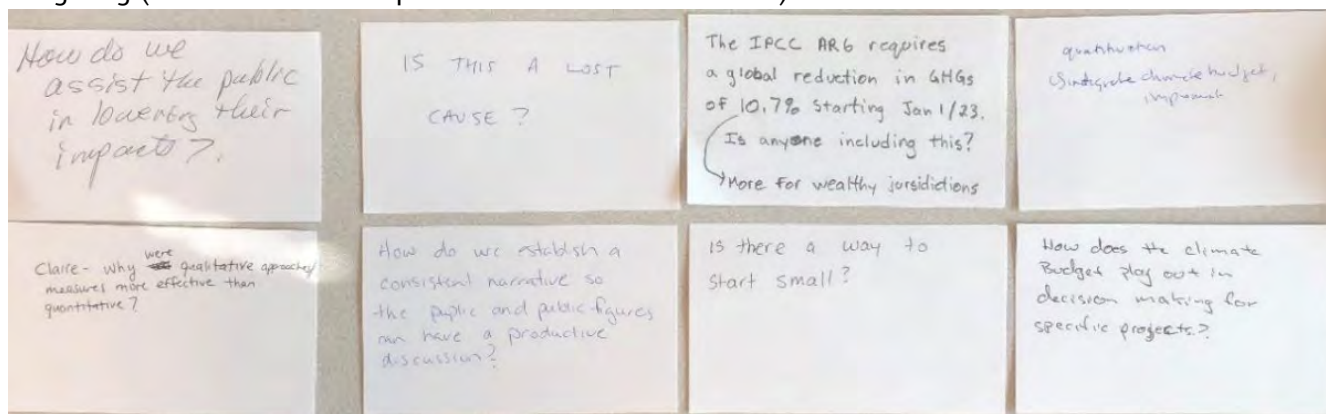 How do we
assist the public
in lowering their
impacts?
IS THIS A LOST
CAUSE?
The IPCC AR6 requires
a global reduction in GHGs
of 10.7% starting Jan 1/23.
Is anyone including this?
More for wealthy jursidictions
Claire - why were qualitative approaches/
measures more effective than
quantitative?
How do we establish a
consistent narrative so
the public and public figures
can have a productive
discussion?
Is there a way to
start small?
How does the climate
Budget play out in
decision making for
specific projects?